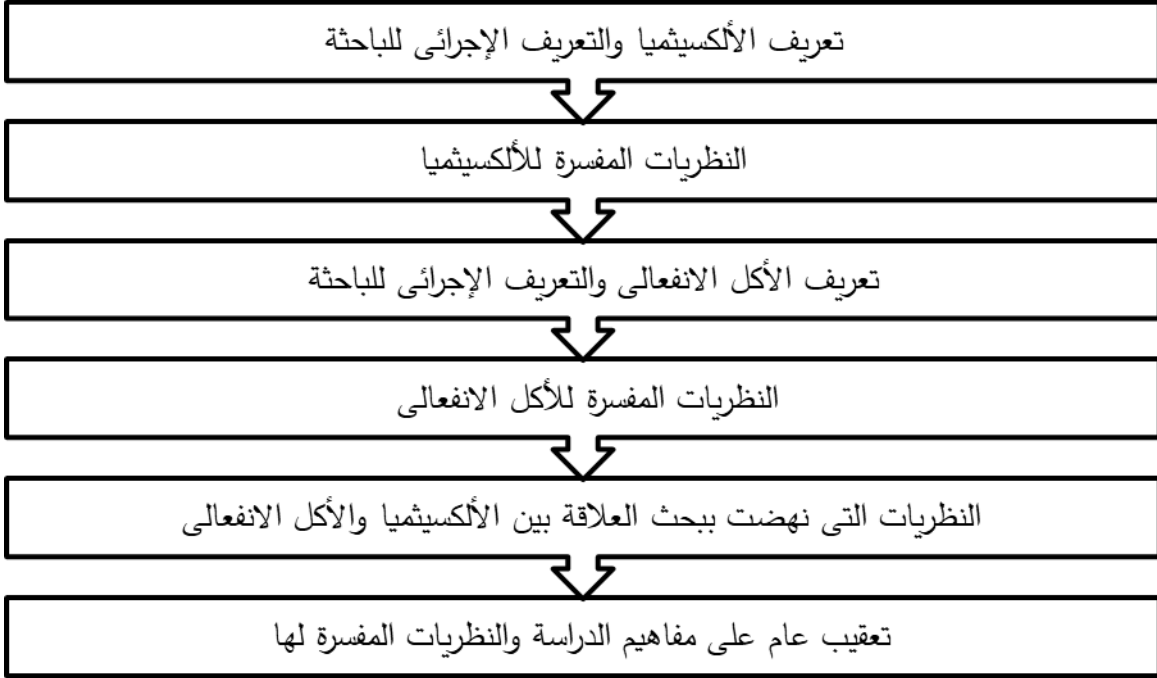 تعريف الألكسيثميا والتعريف الإجرائى للباحثة
النظريات المفسرة للألكسيثميا
تعريف الأكل الانفعالى والتعريف الإجرائى للباحثة
النظريات المفسرة للأكل الانفعالى
النظريات التى نهضت ببحث العلاقة بين الألكسيثميا والأكل الانفعالى
تعقيب عام على مفاهيم الدراسة والنظريات المفسرة لها